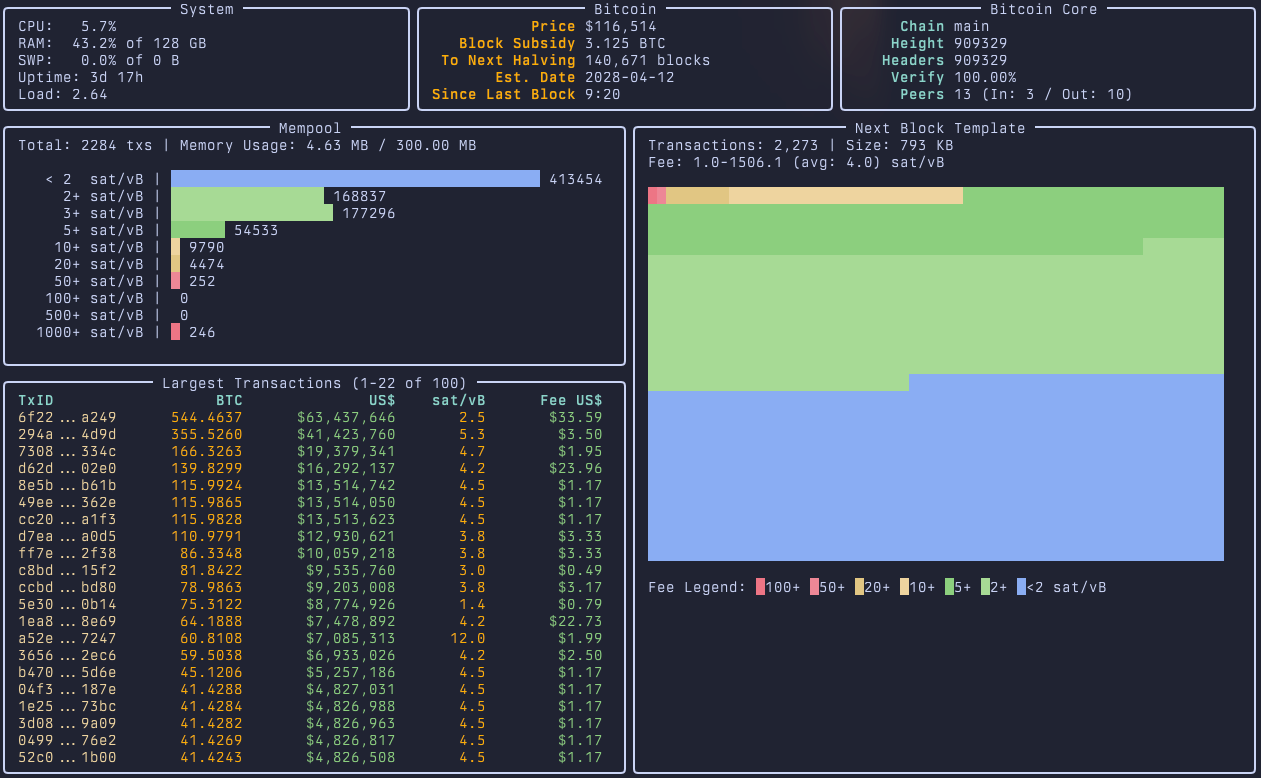 System
CPU: 5.7%
RAM: 43.2% of 128 GB
SWP: 0.0% of 0 B
Uptime: 3d 17h
Load: 2.64
Bitcoin
Price $116,514
Block Subsidy 3.125 BTC
To Next Halving 140,671 blocks
Est. Date 2028-04-12
Since Last Block 9:20
Bitcoin Core
Chain main
Height 909329
Headers 909329
Verify 100.00%
Peers 13 (In: 3 / Out: 10)
Mempool
Total: 2284 txs | Memory Usage: 4.63 MB / 300.00 MB
< 2 sat/vB | 413454
2+ sat/vB | 168837
3+ sat/vB | 177296
5+ sat/vB | 54533
10+ sat/vB | 9790
20+ sat/vB | 4474
50+ sat/vB | 252
100+ sat/vB | 0
500+ sat/vB | 0
1000+ sat/vB | 246
Largest Transactions (1-22 of 100)
TxID BTC US$ sat/vB Fee US$
6f22...a249 544.4637 $63,437,646 2.5 $33.59
294a...4d9d 355.5260 $41,423,760 5.3 $3.50
7308...334c 166.3263 $19,379,341 4.7 $1.95
d62d...02e0 139.8299 $16,292,137 4.2 $23.96
8e5b...b61b 115.9924 $13,514,742 4.5 $1.17
49ee...362e 115.9865 $13,514,050 4.5 $1.17
cc20...a1f3 115.9828 $13,513,623 4.5 $1.17
d7ea...a0d5 110.9791 $12,930,621 3.8 $3.33
ff7e...2f38 86.3348 $10,059,218 3.8 $3.33
c8bd...15f2 81.8422 $9,535,760 3.0 $0.49
ccbd...bd80 78.9863 $9,203,008 3.8 $3.17
5e30...0b14 75.3122 $8,774,926 1.4 $0.79
1ea8...8e69 64.1888 $7,478,892 4.2 $22.73
a52e...7247 60.8108 $7,085,313 12.0 $1.99
3656...2ec6 59.5038 $6,933,026 4.2 $2.50
b470...5d6e 45.1206 $5,257,186 4.5 $1.17
04f3...187e 41.4288 $4,827,031 4.5 $1.17
1e25...73bc 41.4284 $4,826,988 4.5 $1.17
3d08...9a09 41.4282 $4,826,963 4.5 $1.17
0499...76e2 41.4269 $4,826,817 4.5 $1.17
52c0...1b00 41.4243 $4,826,508 4.5 $1.17
Next Block Template
Transactions: 2,273 | Size: 793 KB
Fee: 1.0-1506.1 (avg: 4.0) sat/vB
Fee Legend: 100+ 50+ 20+ 10+ 5+ 2+ <2 sat/vB